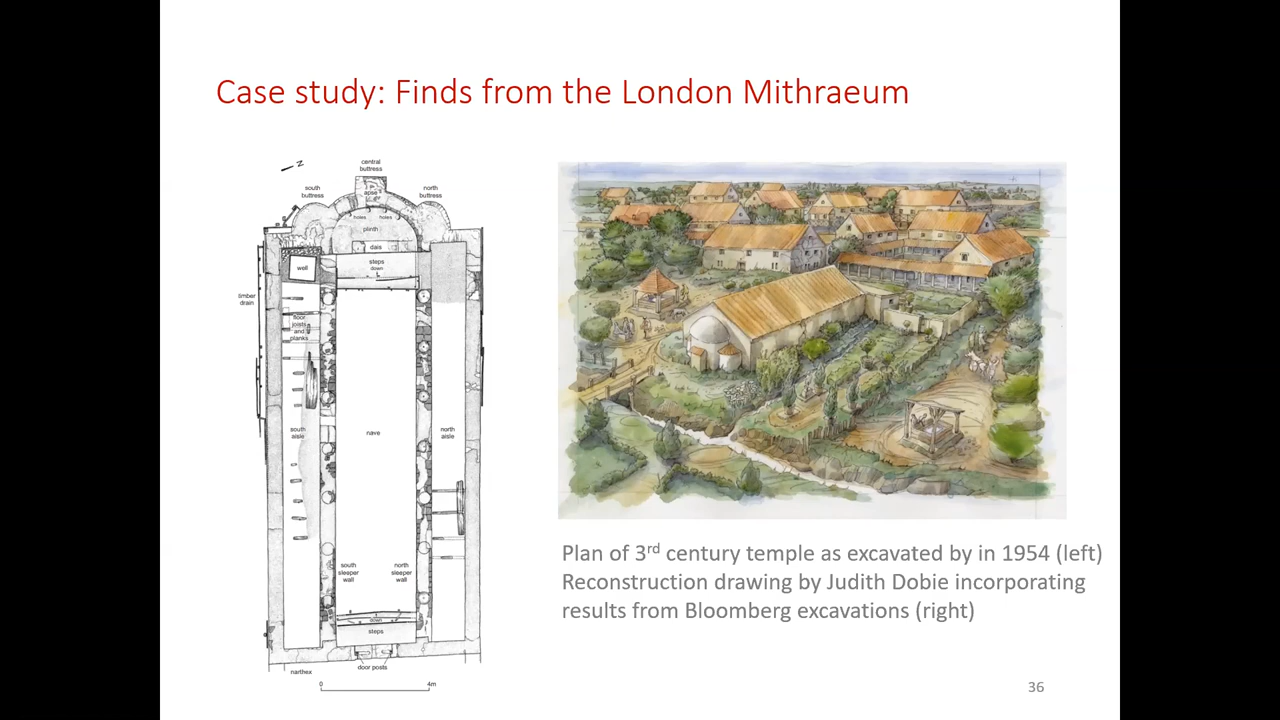 Case study: Finds from the London Mithraeum
N
central
buttress
south
buttress
north
buttress
apse
holes
holes
plinth
dais
steps
down
well
timber
drain
floor
joists
and
planks
south
aisle
nave
north
aisle
south
sleeper
wall
north
sleeper
wall
down
steps
door posts
narthex
0
4m
Plan of 3rd century temple as excavated by in 1954 (left)
Reconstruction drawing by Judith Dobie incorporating
results from Bloomberg excavations (right)
36